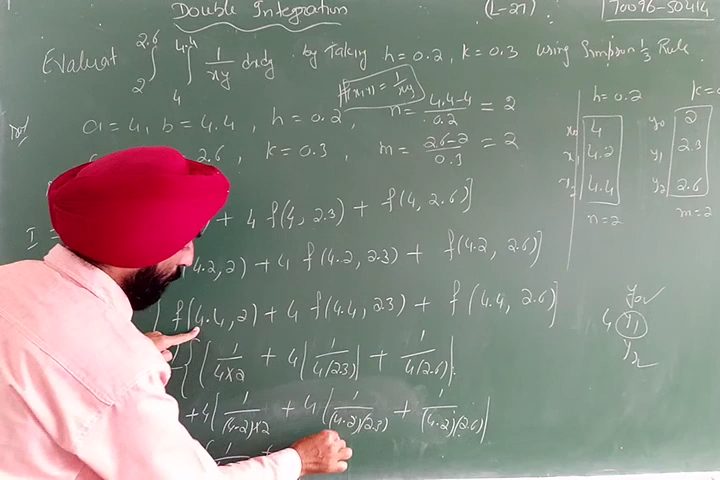 Double Integration (L-27) 70096-50414
Evaluat ∫_2^2.6 ∫_4^4.4 1/xy dxdy by Taking h=0.2, k=0.3 using Simpson 1/3 Rule.
f(x,y) = 1/xy
a=4, b=4.4, h=0.2, n = (4.4-4)/0.2 = 2
2.6, k=0.3, m = (2.6-2)/0.3 = 2
h=0.2
x0 4
x1 4.2
x2 4.4
n=2
y0 2
y1 2.3
y2 2.6
m=2
I = + 4 f(4, 2.3) + f(4, 2.6)]
(4.2, 2) + 4 f(4.2, 2.3) + f(4.2, 2.6)]
f(4.4, 2) + 4 f(4.4, 2.3) + f(4.4, 2.6)]
y0
4 y1
y2
{(1/4×2 + 4(1/4(2.3)) + 1/4(2.6))
+4(1/(4.2)×2 + 4(1/(4.2)(2.3)) + 1/(4.2)(2.6))